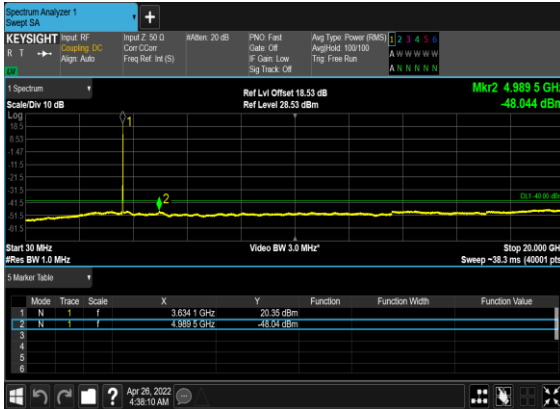 Spectrum Analyzer 1
Swept SA
+
KEYSIGHT Input: RF Input Z: 50 Ω #Atten: 20 dB PNO: Fast Avg Type: Power (RMS) 1 2 3 4 5 6
R T Coupling: DC Corr CCorr Gate: Off Avg|Hold: 100/100 A W W W W W
Align: Auto Freq Ref: Int (S) IF Gain: Low Trig: Free Run
Sig Track: Off A N N N N N
1 Spectrum
Ref Lvl Offset 18.53 dB Mkr2 4.989 5 GHz
Scale/Div 10 dB Ref Level 28.53 dBm -48.044 dBm
Log
18.5
8.53
-1.47
-11.5
-21.5
-31.5
-41.5
-51.5
-61.5
1
2
DL1 -40.00 dBm
Start 30 MHz Video BW 3.0 MHz* Stop 20.000 GHz
#Res BW 1.0 MHz Sweep ~38.3 ms (40001 pts)
5 Marker Table
Mode Trace Scale X Y Function Function Width Function Value
1 N 1 f 3.634 1 GHz 20.35 dBm
2 N 1 f 4.989 5 GHz -48.04 dBm
3
4
5
6
?
Apr 26, 2022
4:38:10 AM